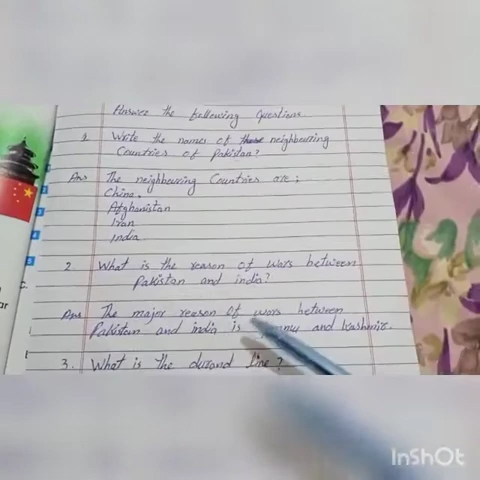 Answer the following Questions
1. Write the names of these neighbouring
Countries of Pakistan?
Ans The neighbouring Countries are;
China.
Afghanistan
Iran
India
2. What is the reason of wars between
Pakistan and india?
Ans The major reason of wars between
Pakistan and india is Jammu and kashmir.
3. What is the durand line?
InShOt